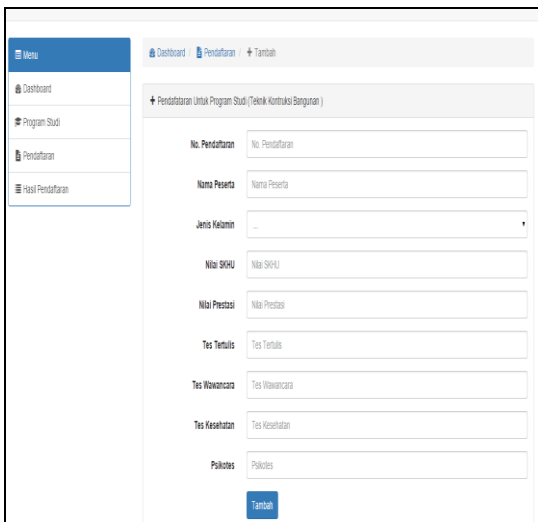 Menu
Dashboard
Program Studi
Pendaftaran
Hasil Pendaftaran
Dashboard / Pendaftaran / Tambah
Pendafataran Untuk Program Studi (Teknik Kontruksi Bangunan )
No. Pendaftaran No. Pendaftaran
Nama Peserta Nama Peserta
Jenis Kelamin ...
Nilai SKHU Nilai SKHU
Nilai Prestasi Nilai Prestasi
Tes Tertulis Tes Tertulis
Tes Wawancara Tes Wawancara
Tes Kesehatan Tes Kesehatan
Psikotes Psikotes
Tambah